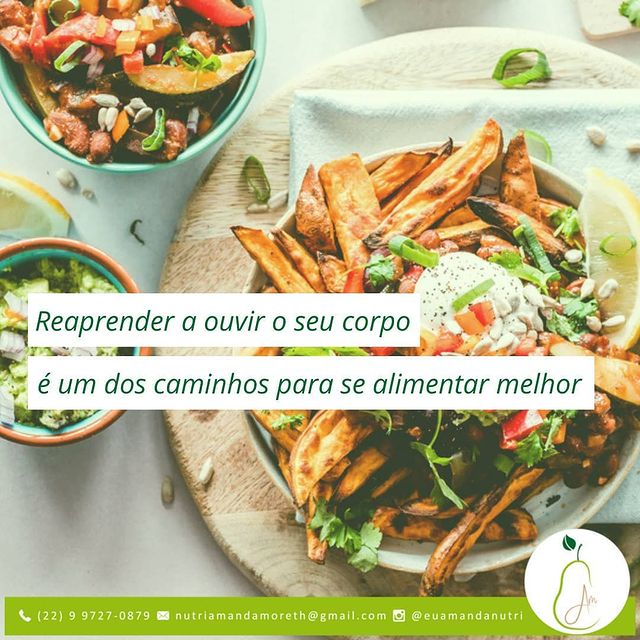 Reaprender a ouvir o seu corpo
é um dos caminhos para se alimentar melhor
(22) 9 9727-0879 nutriamandamoreth@gmail.com @euamandanutri
Am